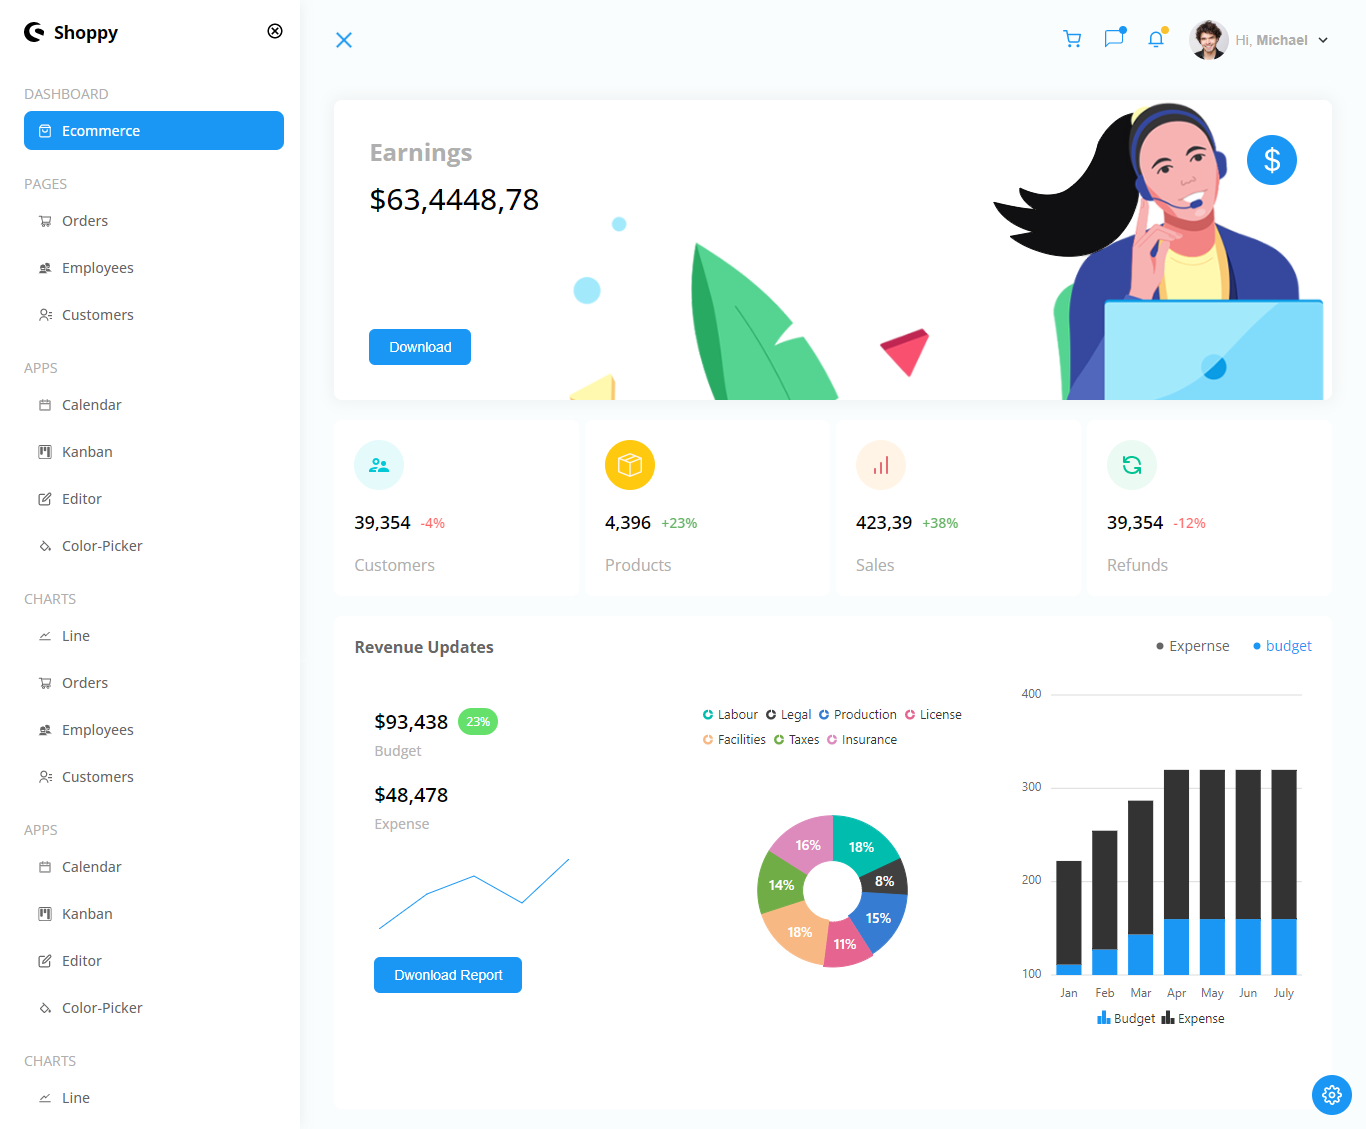 Shoppy
DASHBOARD
Ecommerce
PAGES
Orders
Employees
Customers
APPS
Calendar
Kanban
Editor
Color-Picker
CHARTS
Line
Orders
Employees
Customers
APPS
Calendar
Kanban
Editor
Color-Picker
CHARTS
Line
Hi, Michael
Earnings
$63,4448,78
Download
$
39,354 -4%
Customers
4,396 +23%
Products
423,39 +38%
Sales
39,354 -12%
Refunds
Revenue Updates
Expernse budget
$93,438 23%
Budget
$48,478
Expense
Dwonload Report
Labour Legal Production License
Facilities Taxes Insurance
16% 18%
14% 8%
18% 15%
11%
400
300
200
100
Jan Feb Mar Apr May Jun July
Budget Expense